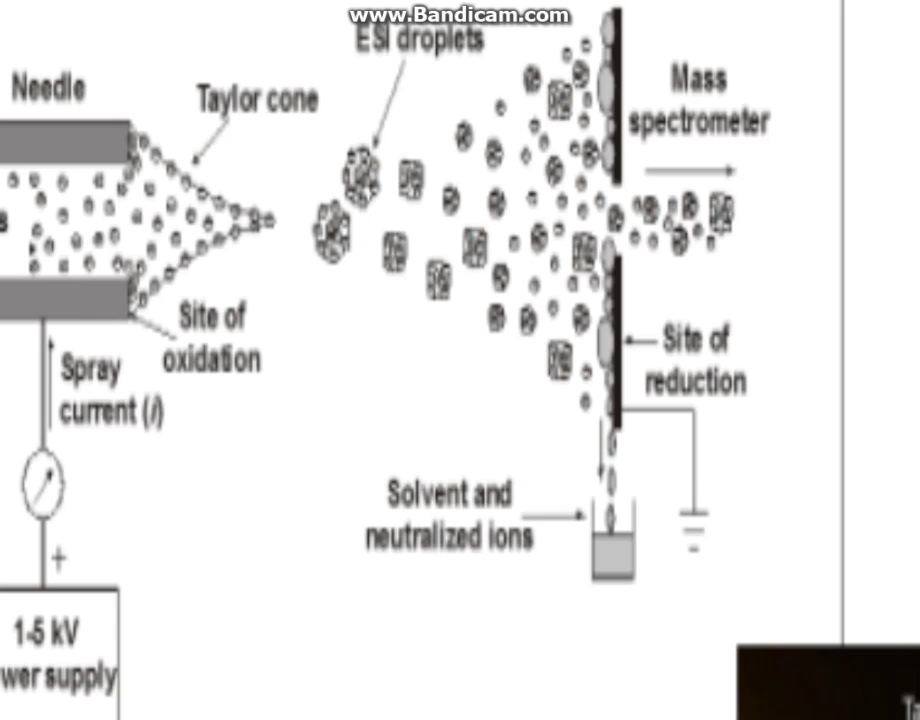 www.Bandicam.com
ESI droplets
Needle
Taylor cone
Mass
spectrometer
s
Site of
oxidation
Spray
current (i)
Site of
reduction
Solvent and
neutralized ions
+
1-5 kV
wer supply